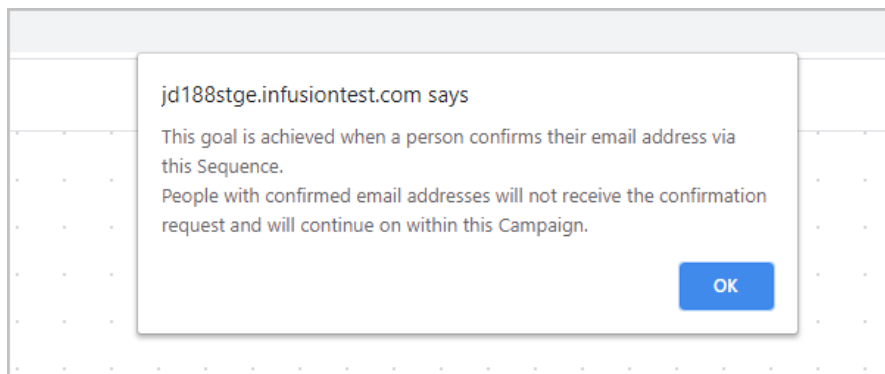 jd188stge.infusiontest.com says
This goal is achieved when a person confirms their email address via
this Sequence.
People with confirmed email addresses will not receive the confirmation
request and will continue on within this Campaign.
OK